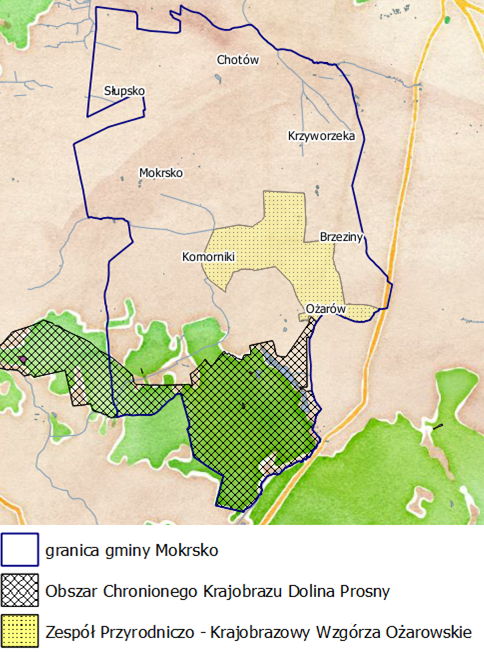 Chotów
Słupsko
Krzyworzeka
Mokrsko
Brzeziny
Komorniki
Ożarów
granica gminy Mokrsko
Obszar Chronionego Krajobrazu Dolina Prosny
Zespół Przyrodniczo - Krajobrazowy Wzgórza Ożarowskie